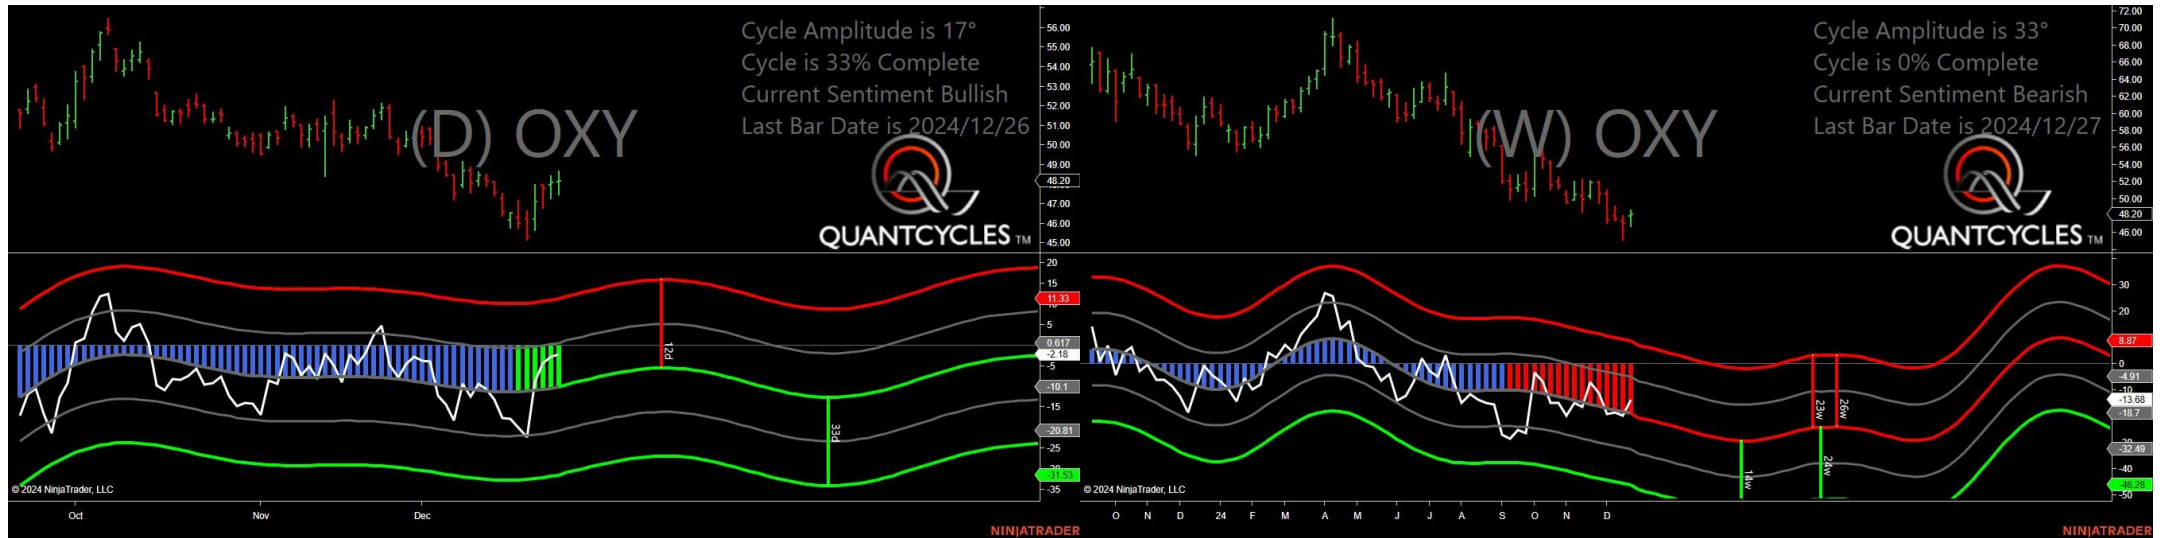 Cycle Amplitude is 17°
Cycle is 33% Complete
Current Sentiment Bullish
Last Bar Date is 2024/12/26
(D) OXY
QUANTCYCLES TM
56.00
55.00
54.00
53.00
52.00
51.00
50.00
49.00
48.20
47.00
46.00
45.00
20
15
11.33
5
0.617
-2.18
-5
-10.1
-15
-20.81
-25
-31.53
-35
12d
33d
© 2024 NinjaTrader, LLC
Oct Nov Dec
NINJATRADER
Cycle Amplitude is 33°
Cycle is 0% Complete
Current Sentiment Bearish
Last Bar Date is 2024/12/27
(W) OXY
QUANTCYCLES TM
72.00
70.00
68.00
66.00
64.00
62.00
60.00
58.00
56.00
54.00
52.00
50.00
48.20
46.00
30
20
8.87
0
-4.91
-10
-13.68
-18.7
-32.49
-40
-46.28
-50
23w
26w
14w
24w
© 2024 NinjaTrader, LLC
O N D 24 F M A M J J A S O N D
NINJATRADER